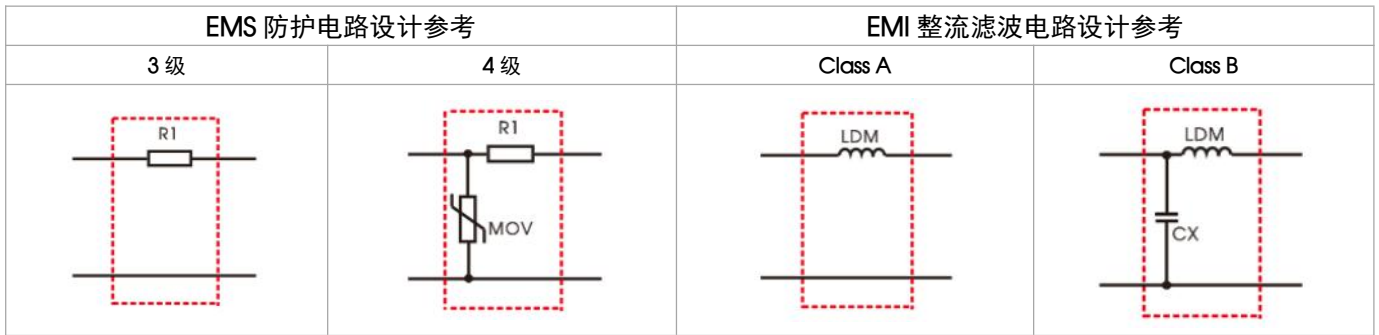 EMS 防护电路设计参考
EMI 整流滤波电路设计参考
3 级
4 级
Class A
Class B
R1
R1
MOV
LDM
LDM
CX